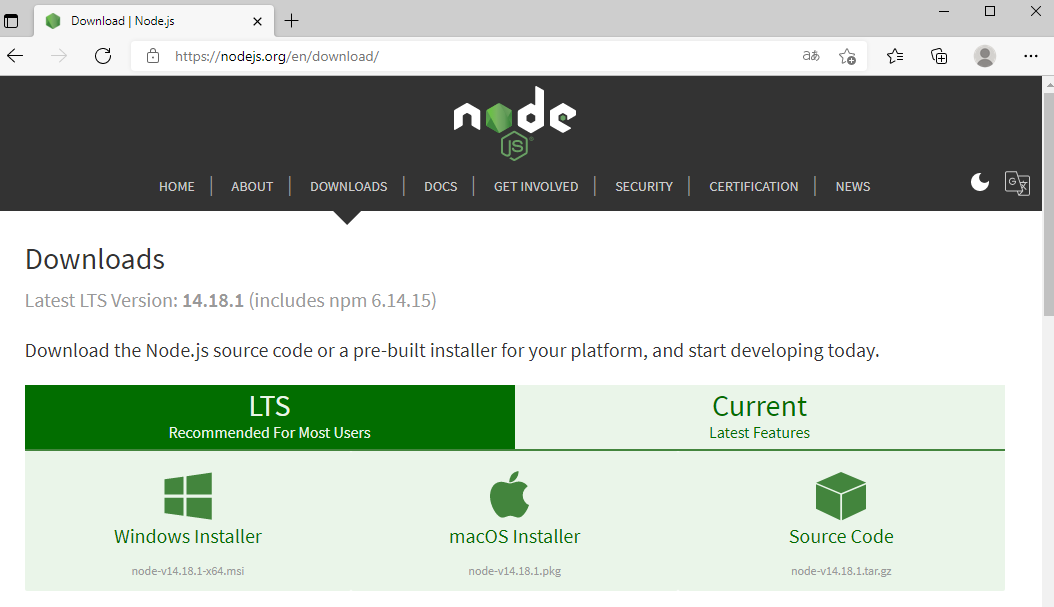 Download | Node.js
https://nodejs.org/en/download/
aあ
node
JS
HOME | ABOUT | DOWNLOADS | DOCS | GET INVOLVED | SECURITY | CERTIFICATION | NEWS
Downloads
Latest LTS Version: 14.18.1 (includes npm 6.14.15)
Download the Node.js source code or a pre-built installer for your platform, and start developing today.
LTS
Recommended For Most Users
Current
Latest Features
Windows Installer
node-v14.18.1-x64.msi
macOS Installer
node-v14.18.1.pkg
Source Code
node-v14.18.1.tar.gz